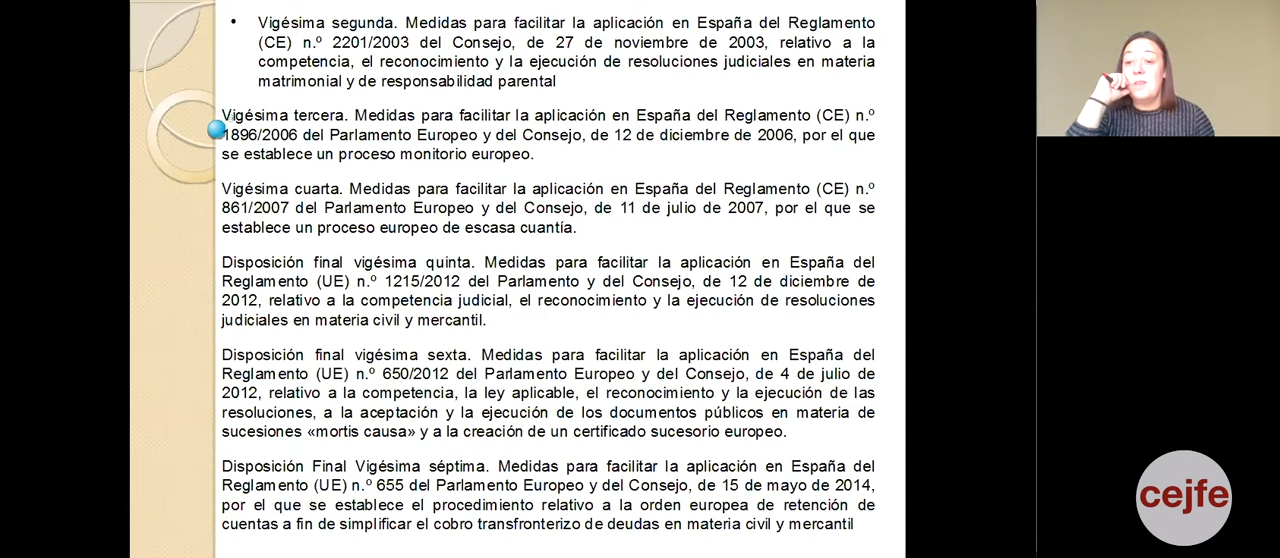 • Vigésima segunda. Medidas para facilitar la aplicación en España del Reglamento
(CE) n.º 2201/2003 del Consejo, de 27 de noviembre de 2003, relativo a la
competencia, el reconocimiento y la ejecución de resoluciones judiciales en materia
matrimonial y de responsabilidad parental
Vigésima tercera. Medidas para facilitar la aplicación en España del Reglamento (CE) n.º
1896/2006 del Parlamento Europeo y del Consejo, de 12 de diciembre de 2006, por el que
se establece un proceso monitorio europeo.
Vigésima cuarta. Medidas para facilitar la aplicación en España del Reglamento (CE) n.º
861/2007 del Parlamento Europeo y del Consejo, de 11 de julio de 2007, por el que se
establece un proceso europeo de escasa cuantía.
Disposición final vigésima quinta. Medidas para facilitar la aplicación en España del
Reglamento (UE) n.º 1215/2012 del Parlamento y del Consejo, de 12 de diciembre de
2012, relativo a la competencia judicial, el reconocimiento y la ejecución de resoluciones
judiciales en materia civil y mercantil.
Disposición final vigésima sexta. Medidas para facilitar la aplicación en España del
Reglamento (UE) n.º 650/2012 del Parlamento Europeo y del Consejo, de 4 de julio de
2012, relativo a la competencia, la ley aplicable, el reconocimiento y la ejecución de las
resoluciones, a la aceptación y la ejecución de los documentos públicos en materia de
sucesiones «mortis causa» y a la creación de un certificado sucesorio europeo.
Disposición Final Vigésima séptima. Medidas para facilitar la aplicación en España del
Reglamento (UE) n.º 655 del Parlamento Europeo y del Consejo, de 15 de mayo de 2014,
por el que se establece el procedimiento relativo a la orden europea de retención de
cuentas a fin de simplificar el cobro transfronterizo de deudas en materia civil y mercantil
cejfe